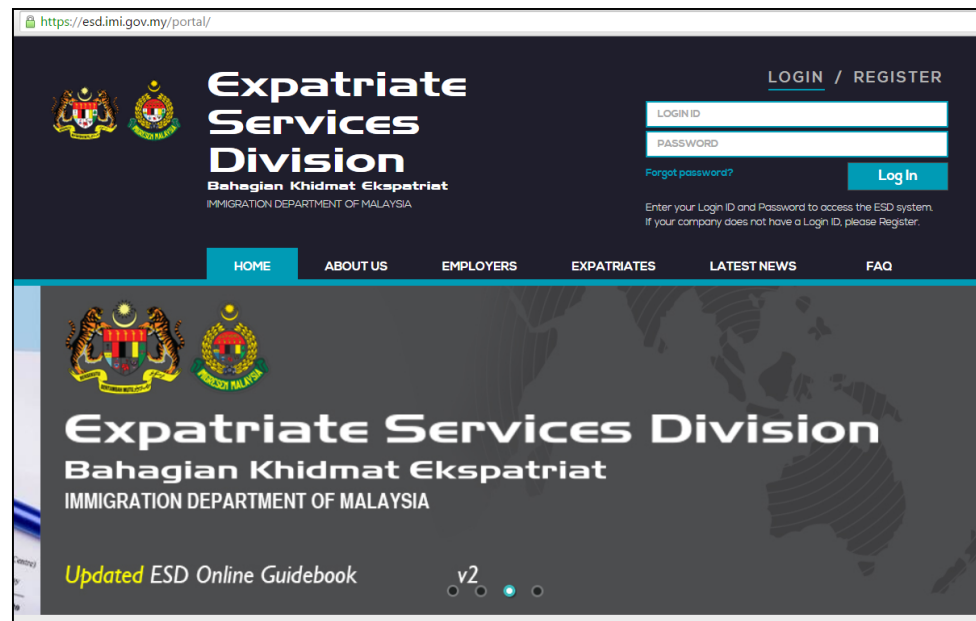 https://esd.imi.gov.my/portal/
Expatriate
Services
Division
Bahagian Khidmat Ekspatriat
IMMIGRATION DEPARTMENT OF MALAYSIA
LOGIN / REGISTER
LOGIN ID
PASSWORD
Forgot password?
Log In
Enter your Login ID and Password to access the ESD system.
If your company does not have a Login ID, please Register.
HOME ABOUT US EMPLOYERS EXPATRIATES LATEST NEWS FAQ
Expatriate Services Division
Bahagian Khidmat Ekspatriat
IMMIGRATION DEPARTMENT OF MALAYSIA
Updated ESD Online Guidebook v2